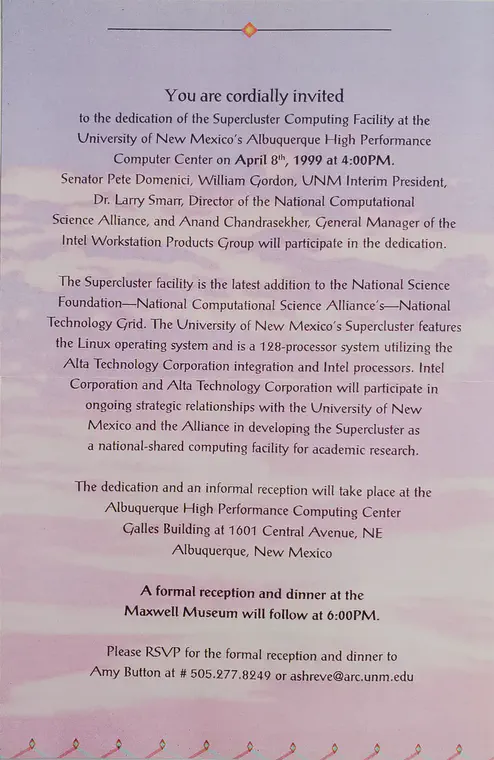 You are cordially invited
to the dedication of the Supercluster Computing Facility at the
University of New Mexico's Albuquerque High Performance
Computer Center on April 8th, 1999 at 4:00PM.
Senator Pete Domenici, William Gordon, UNM Interim President,
Dr. Larry Smarr, Director of the National Computational
Science Alliance, and Anand Chandrasekher, General Manager of the
Intel Workstation Products Group will participate in the dedication.
The Supercluster facility is the latest addition to the National Science
Foundation—National Computational Science Alliance's—National
Technology Grid. The University of New Mexico's Supercluster features
the Linux operating system and is a 128-processor system utilizing the
Alta Technology Corporation integration and Intel processors. Intel
Corporation and Alta Technology Corporation will participate in
ongoing strategic relationships with the University of New
Mexico and the Alliance in developing the Supercluster as
a national-shared computing facility for academic research.
The dedication and an informal reception will take place at the
Albuquerque High Performance Computing Center
Galles Building at 1601 Central Avenue, NE
Albuquerque, New Mexico
A formal reception and dinner at the
Maxwell Museum will follow at 6:00PM.
Please RSVP for the formal reception and dinner to
Amy Button at # 505.277.8249 or ashreve@arc.unm.edu